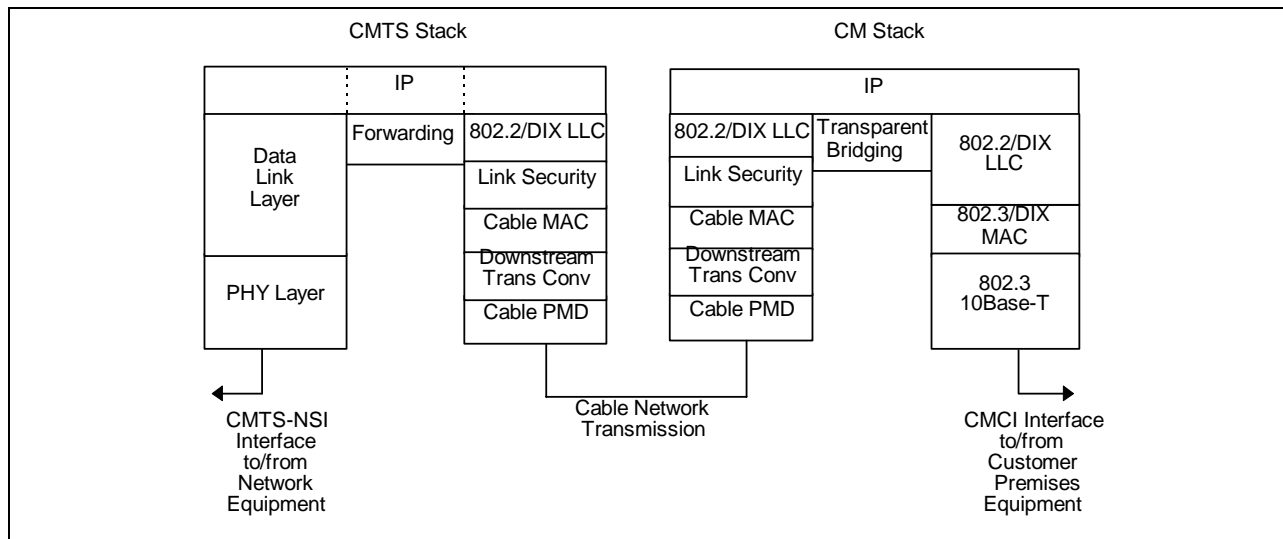 CMTS Stack
CM Stack
IP
IP
Data
Link
Layer
Forwarding
802.2/DIX LLC
Link Security
Cable MAC
Downstream
Trans Conv
Cable PMD
PHY Layer
802.2/DIX LLC
Link Security
Cable MAC
Downstream
Trans Conv
Cable PMD
Transparent
Bridging
802.2/DIX
LLC
802.3/DIX
MAC
802.3
10Base-T
CMTS-NSI
Interface
to/from
Network
Equipment
Cable Network
Transmission
CMCI Interface
to/from
Customer
Premises
Equipment